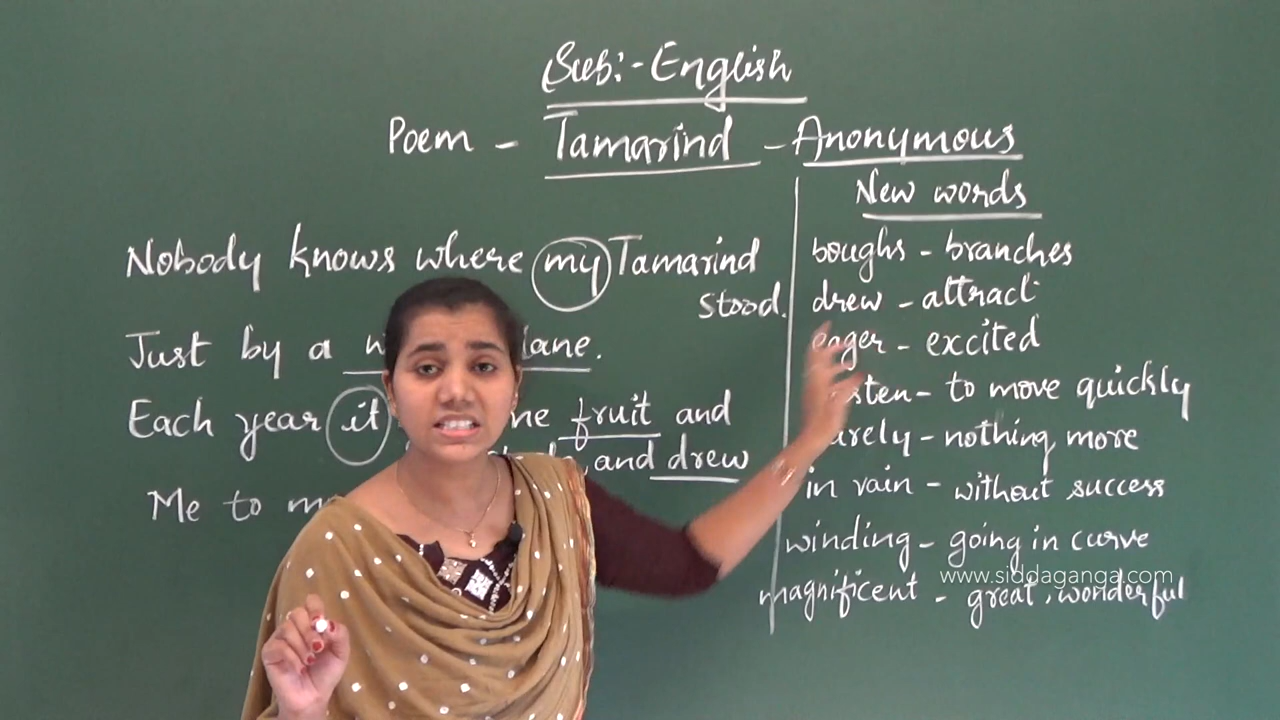 Sub:- English
Poem - Tamarind - Anonymous
Nobody knows where my Tamarind
stood.
Just by a lane.
Each year it fruit and
and drew
Me to
New words
boughs - branches
drew - attract
eager - excited
- to move quickly
- nothing more
in vain - without success
winding - going in curve
magnificent - great, wonderful
www.siddaganga.com